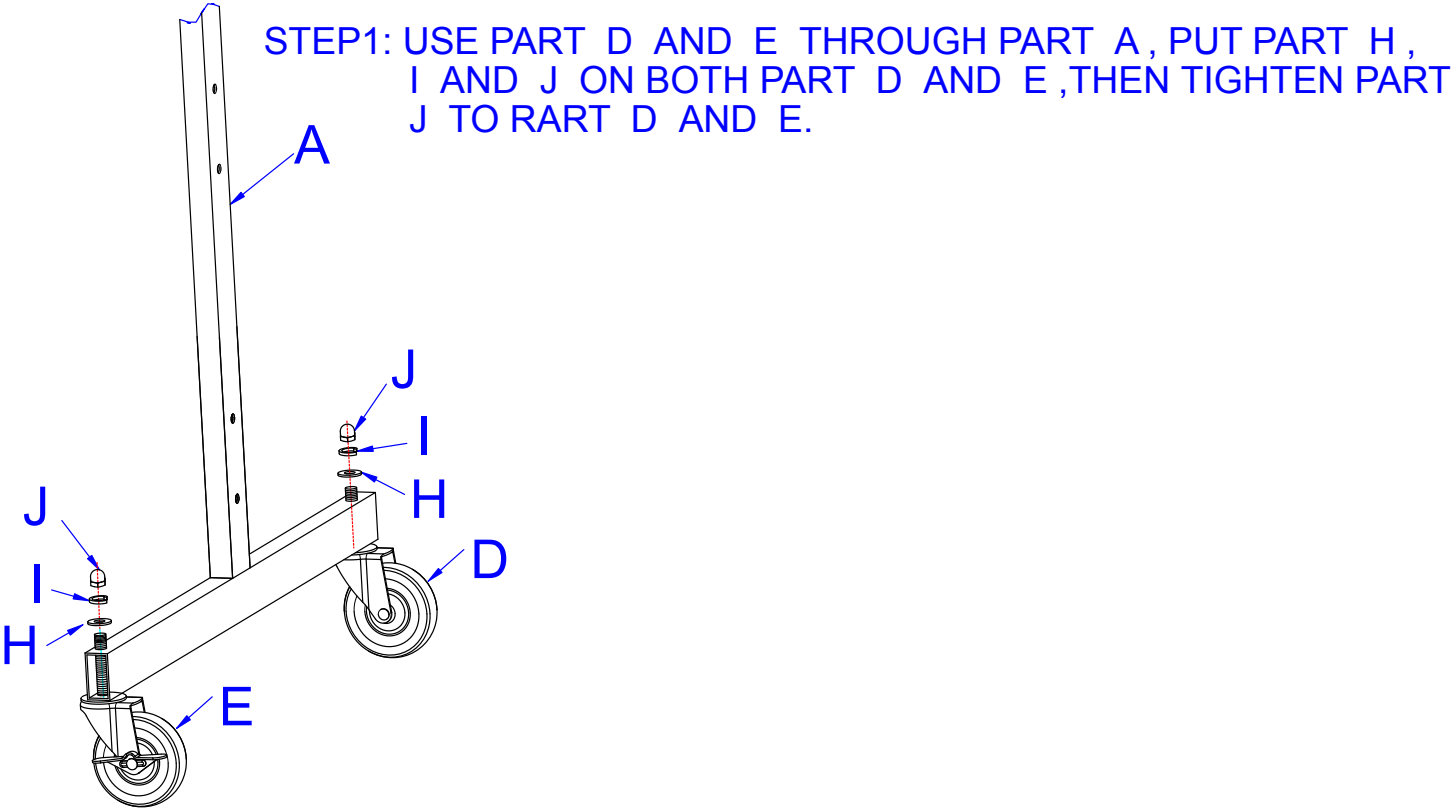 STEP1: USE PART D AND E THROUGH PART A , PUT PART H ,
I AND J ON BOTH PART D AND E ,THEN TIGHTEN PART
J TO RART D AND E.
A
J
I
H
J
I
H
D
E